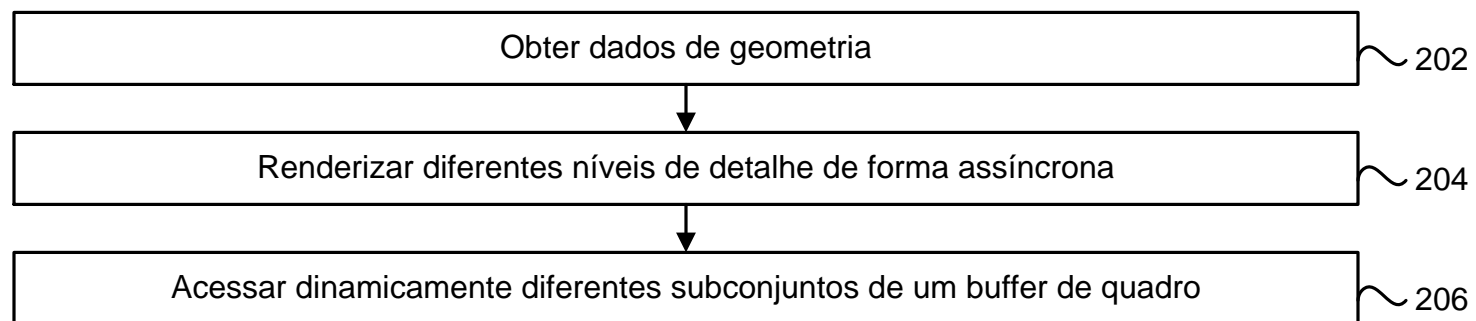 Obter dados de geometria
202
Renderizar diferentes níveis de detalhe de forma assíncrona
204
Acessar dinamicamente diferentes subconjuntos de um buffer de quadro
206